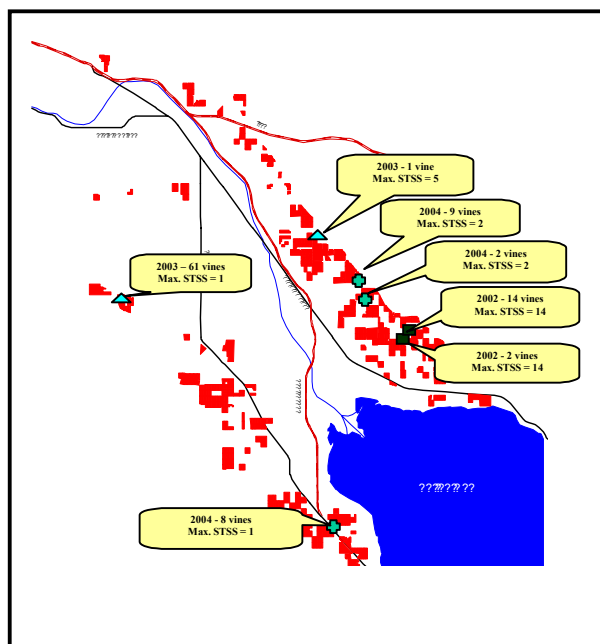 2003 - 1 vine
Max. STSS = 5
2004 - 9 vines
Max. STSS = 2
2004 - 2 vines
Max. STSS = 2
2003 – 61 vines
Max. STSS = 1
2002 - 14 vines
Max. STSS = 14
2002 - 2 vines
Max. STSS = 14
2004 - 8 vines
Max. STSS = 1